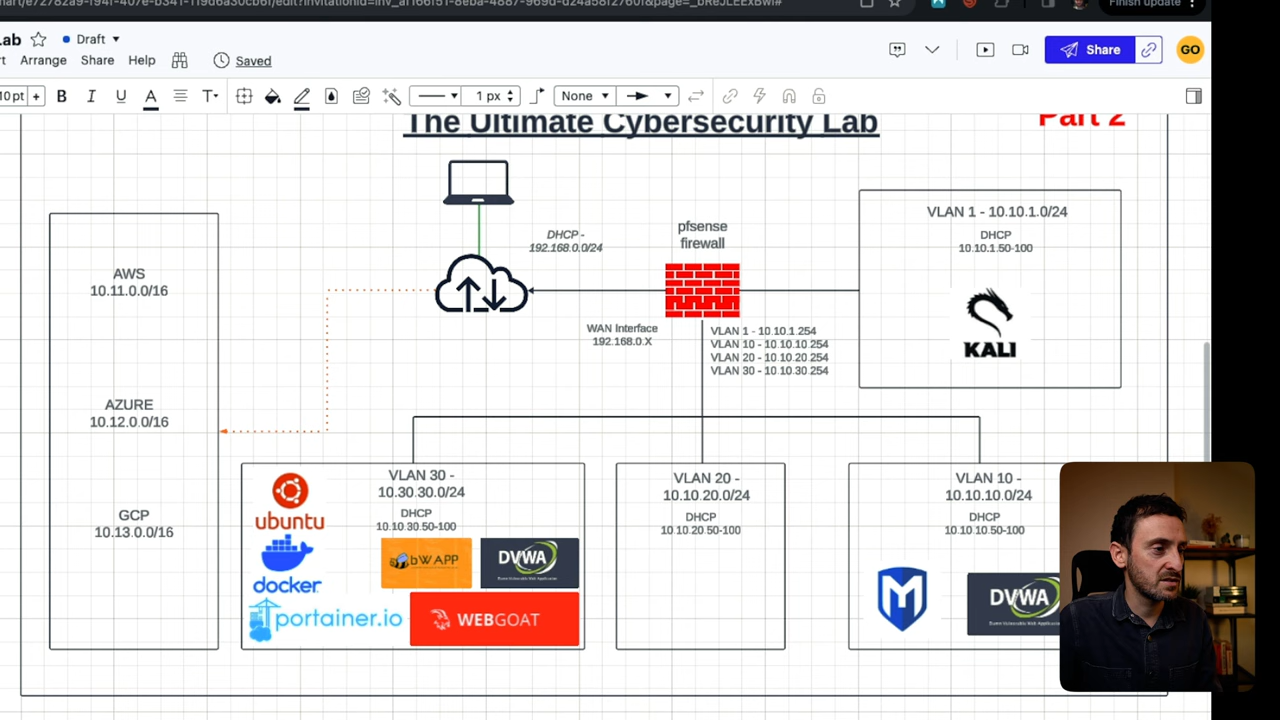 Finish update
ab
Draft
Arrange
Share
Help
Saved
Share
GO
10 pt
B
I
U
A
T
1 px
None
The Ultimate Cybersecurity Lab
Part 2
AWS
10.11.0.0/16
AZURE
10.12.0.0/16
GCP
10.13.0.0/16
DHCP -
192.168.0.0/24
pfsense
firewall
WAN Interface
192.168.0.X
VLAN 1 - 10.10.1.254
VLAN 10 - 10.10.10.254
VLAN 20 - 10.10.20.254
VLAN 30 - 10.10.30.254
VLAN 1 - 10.10.1.0/24
DHCP
10.10.1.50-100
KALI
VLAN 30 -
10.30.30.0/24
DHCP
10.10.30.50-100
ubuntu
docker
portainer.io
bWAPP
DVWA
WEBGOAT
VLAN 20 -
10.10.20.0/24
DHCP
10.10.20.50-100
VLAN 10 -
10.10.10.0/24
DHCP
10.10.10.50-100
DVWA